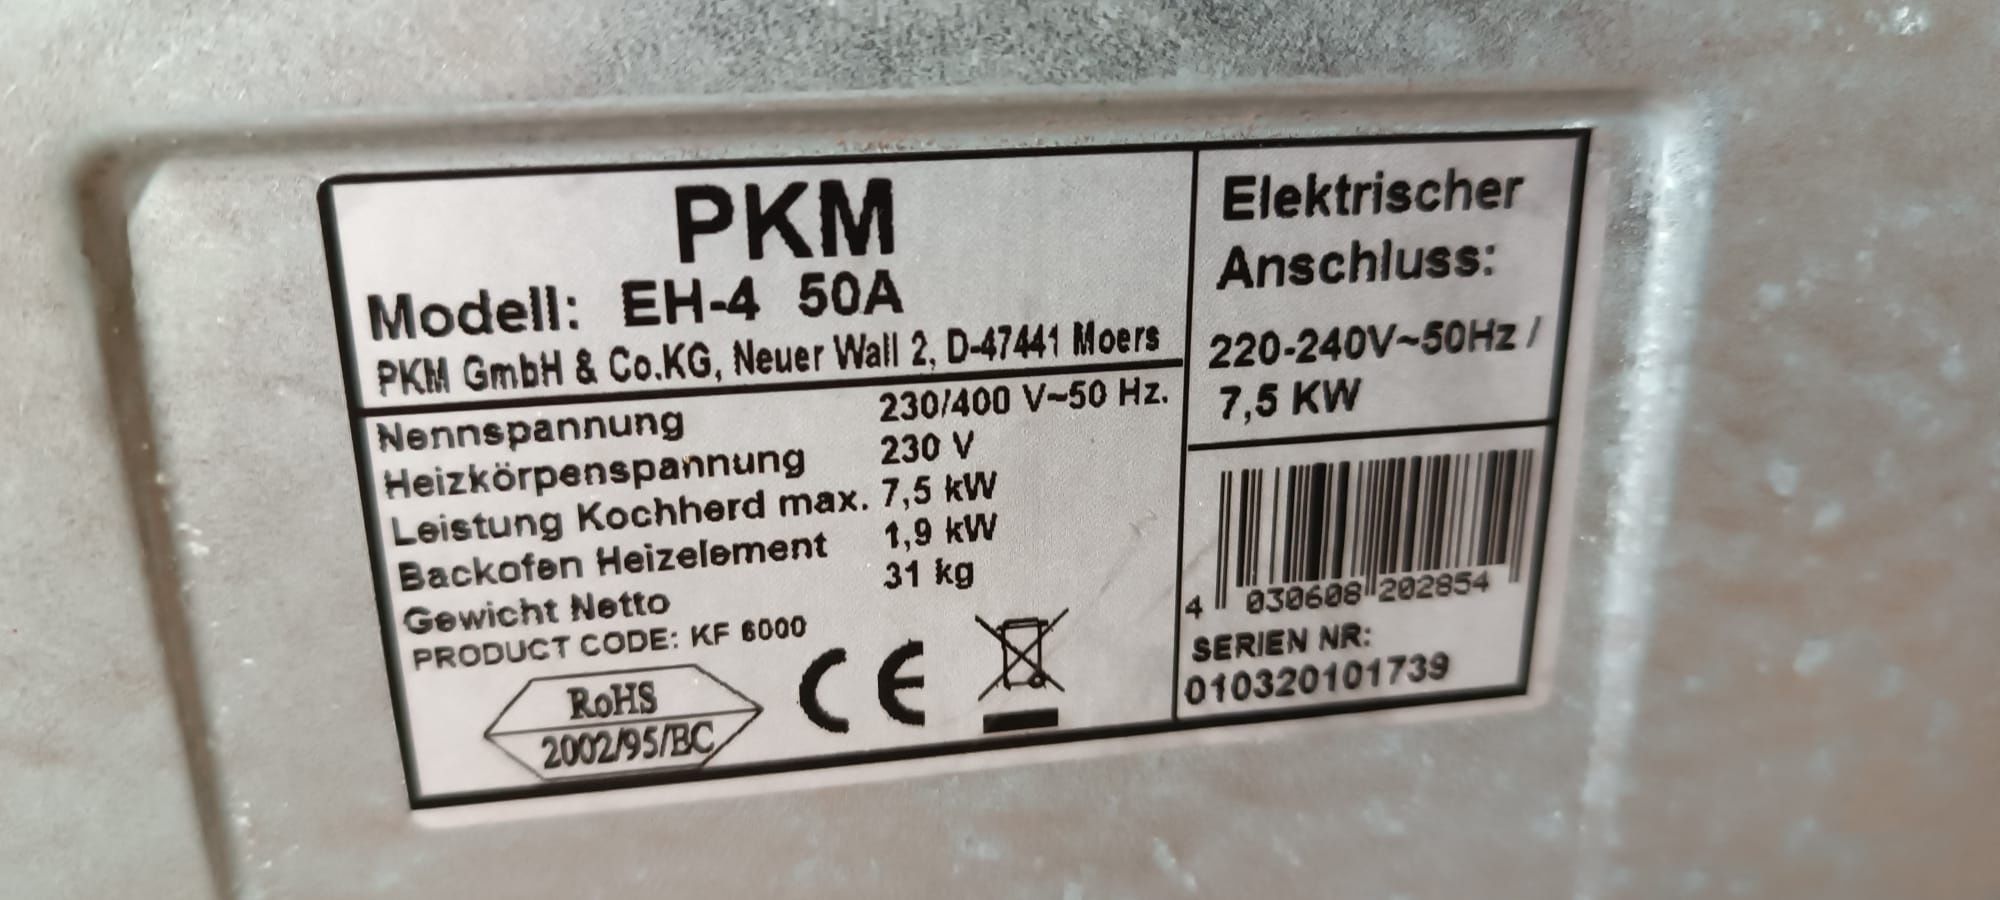 PKM
Modell: EH-4 50A
PKM GmbH & Co.KG, Neuer Wall 2, D-47441 Moers
Nennspannung 230/400 V~50 Hz.
Heizkörpenspannung 230 V
Leistung Kochherd max. 7,5 kW
Backofen Heizelement 1,9 kW
Gewicht Netto 31 kg
PRODUCT CODE: KF 6000
RoHS
2002/95/EC
CE
Elektrischer
Anschluss:
220-240V~50Hz /
7,5 KW
4 030608 202854
SERIEN NR:
010320101739